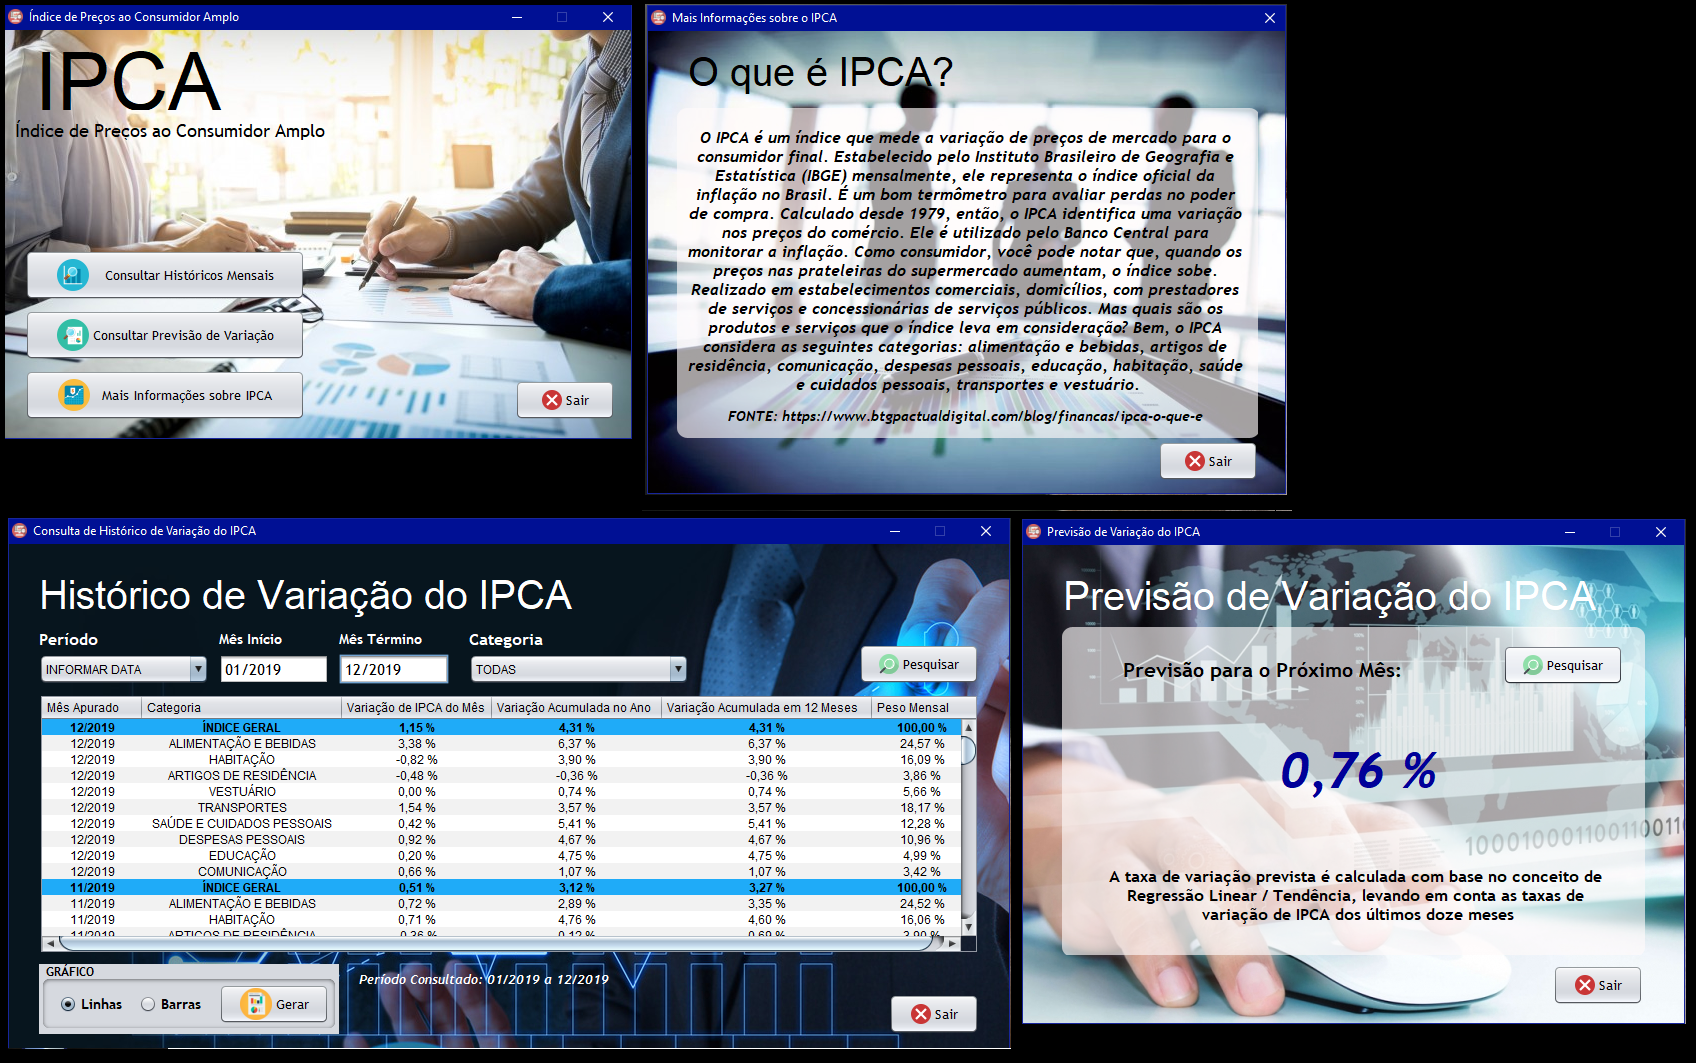 Índice de Preços ao Consumidor Amplo
IPCA
Índice de Preços ao Consumidor Amplo
Consultar Históricos Mensais
Consultar Previsão de Variação
Mais Informações sobre IPCA
Sair
Mais Informações sobre o IPCA
O que é IPCA?
O IPCA é um índice que mede a variação de preços de mercado para o
consumidor final. Estabelecido pelo Instituto Brasileiro de Geografia e
Estatística (IBGE) mensalmente, ele representa o índice oficial da
inflação no Brasil. É um bom termômetro para avaliar perdas no poder
de compra. Calculado desde 1979, então, o IPCA identifica uma variação
nos preços do comércio. Ele é utilizado pelo Banco Central para
monitorar a inflação. Como consumidor, você pode notar que, quando os
preços nas prateleiras do supermercado aumentam, o índice sobe.
Realizado em estabelecimentos comerciais, domicílios, com prestadores
de serviços e concessionárias de serviços públicos. Mas quais são os
produtos e serviços que o índice leva em consideração? Bem, o IPCA
considera as seguintes categorias: alimentação e bebidas, artigos de
residência, comunicação, despesas pessoais, educação, habitação, saúde
e cuidados pessoais, transportes e vestuário.
FONTE: https://www.btgpactualdigital.com/blog/financas/ipca-o-que-e
Sair
Consulta de Histórico de Variação do IPCA
Histórico de Variação do IPCA
Período Mês Início Mês Término Categoria
INFORMAR DATA 01/2019 12/2019 TODAS Pesquisar
Mês Apurado Categoria Variação de IPCA do Mês Variação Acumulada no Ano Variação Acumulada em 12 Meses Peso Mensal
12/2019 ÍNDICE GERAL 1,15 % 4,31 % 4,31 % 100,00 %
12/2019 ALIMENTAÇÃO E BEBIDAS 3,38 % 6,37 % 6,37 % 24,57 %
12/2019 HABITAÇÃO -0,82 % 3,90 % 3,90 % 16,09 %
12/2019 ARTIGOS DE RESIDÊNCIA -0,48 % -0,36 % -0,36 % 3,86 %
12/2019 VESTUÁRIO 0,00 % 0,74 % 0,74 % 5,66 %
12/2019 TRANSPORTES 1,54 % 3,57 % 3,57 % 18,17 %
12/2019 SAÚDE E CUIDADOS PESSOAIS 0,42 % 5,41 % 5,41 % 12,28 %
12/2019 DESPESAS PESSOAIS 0,92 % 4,67 % 4,67 % 10,96 %
12/2019 EDUCAÇÃO 0,20 % 4,75 % 4,75 % 4,99 %
12/2019 COMUNICAÇÃO 0,66 % 1,07 % 1,07 % 3,42 %
11/2019 ÍNDICE GERAL 0,51 % 3,12 % 3,27 % 100,00 %
11/2019 ALIMENTAÇÃO E BEBIDAS 0,72 % 2,89 % 3,35 % 24,52 %
11/2019 HABITAÇÃO 0,71 % 4,76 % 4,60 % 16,06 %
11/2019 ARTIGOS DE RESIDÊNCIA
GRÁFICO
Linhas Barras Gerar
Período Consultado: 01/2019 a 12/2019
Sair
Previsão de Variação do IPCA
Previsão de Variação do IPCA
Previsão para o Próximo Mês: Pesquisar
0,76 %
A taxa de variação prevista é calculada com base no conceito de
Regressão Linear / Tendência, levando em conta as taxas de
variação de IPCA dos últimos doze meses
Sair